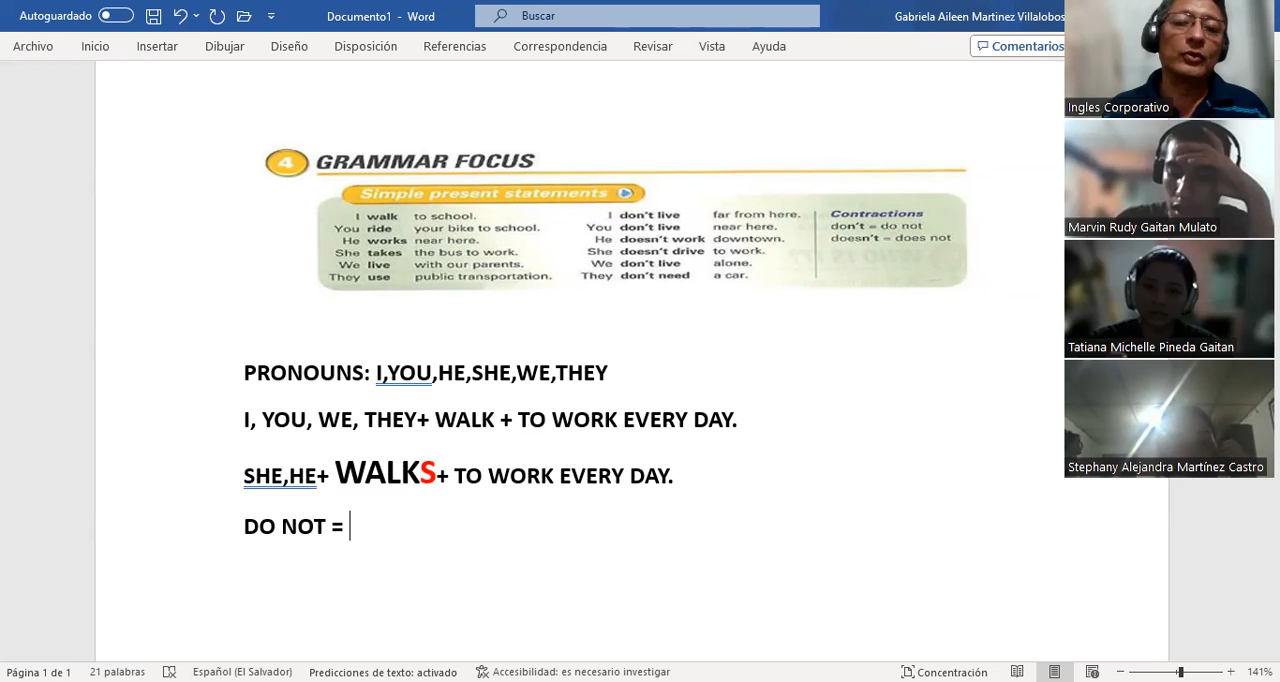 Autoguardado
Documento1 - Word
Buscar
Gabriela Aileen Martinez Villalobos
Archivo Inicio Insertar Dibujar Diseño Disposición Referencias Correspondencia Revisar Vista Ayuda
Comentarios
4 GRAMMAR FOCUS
Simple present statements
I walk to school. I don't live far from here. Contractions
You ride your bike to school. You don't live near here. don't = do not
He works near here. He doesn't work downtown. doesn't = does not
She takes the bus to work. She doesn't drive to work.
We live with our parents. We don't live alone.
They use public transportation. They don't need a car.
PRONOUNS: I,YOU,HE,SHE,WE,THEY
I, YOU, WE, THEY+ WALK + TO WORK EVERY DAY.
SHE,HE+ WALKS+ TO WORK EVERY DAY.
DO NOT =
Ingles Corporativo
Marvin Rudy Gaitan Mulato
Tatiana Michelle Pineda Gaitan
Stephany Alejandra Martínez Castro
Página 1 de 1 21 palabras Español (El Salvador) Predicciones de texto: activado Accesibilidad: es necesario investigar Concentración 141%